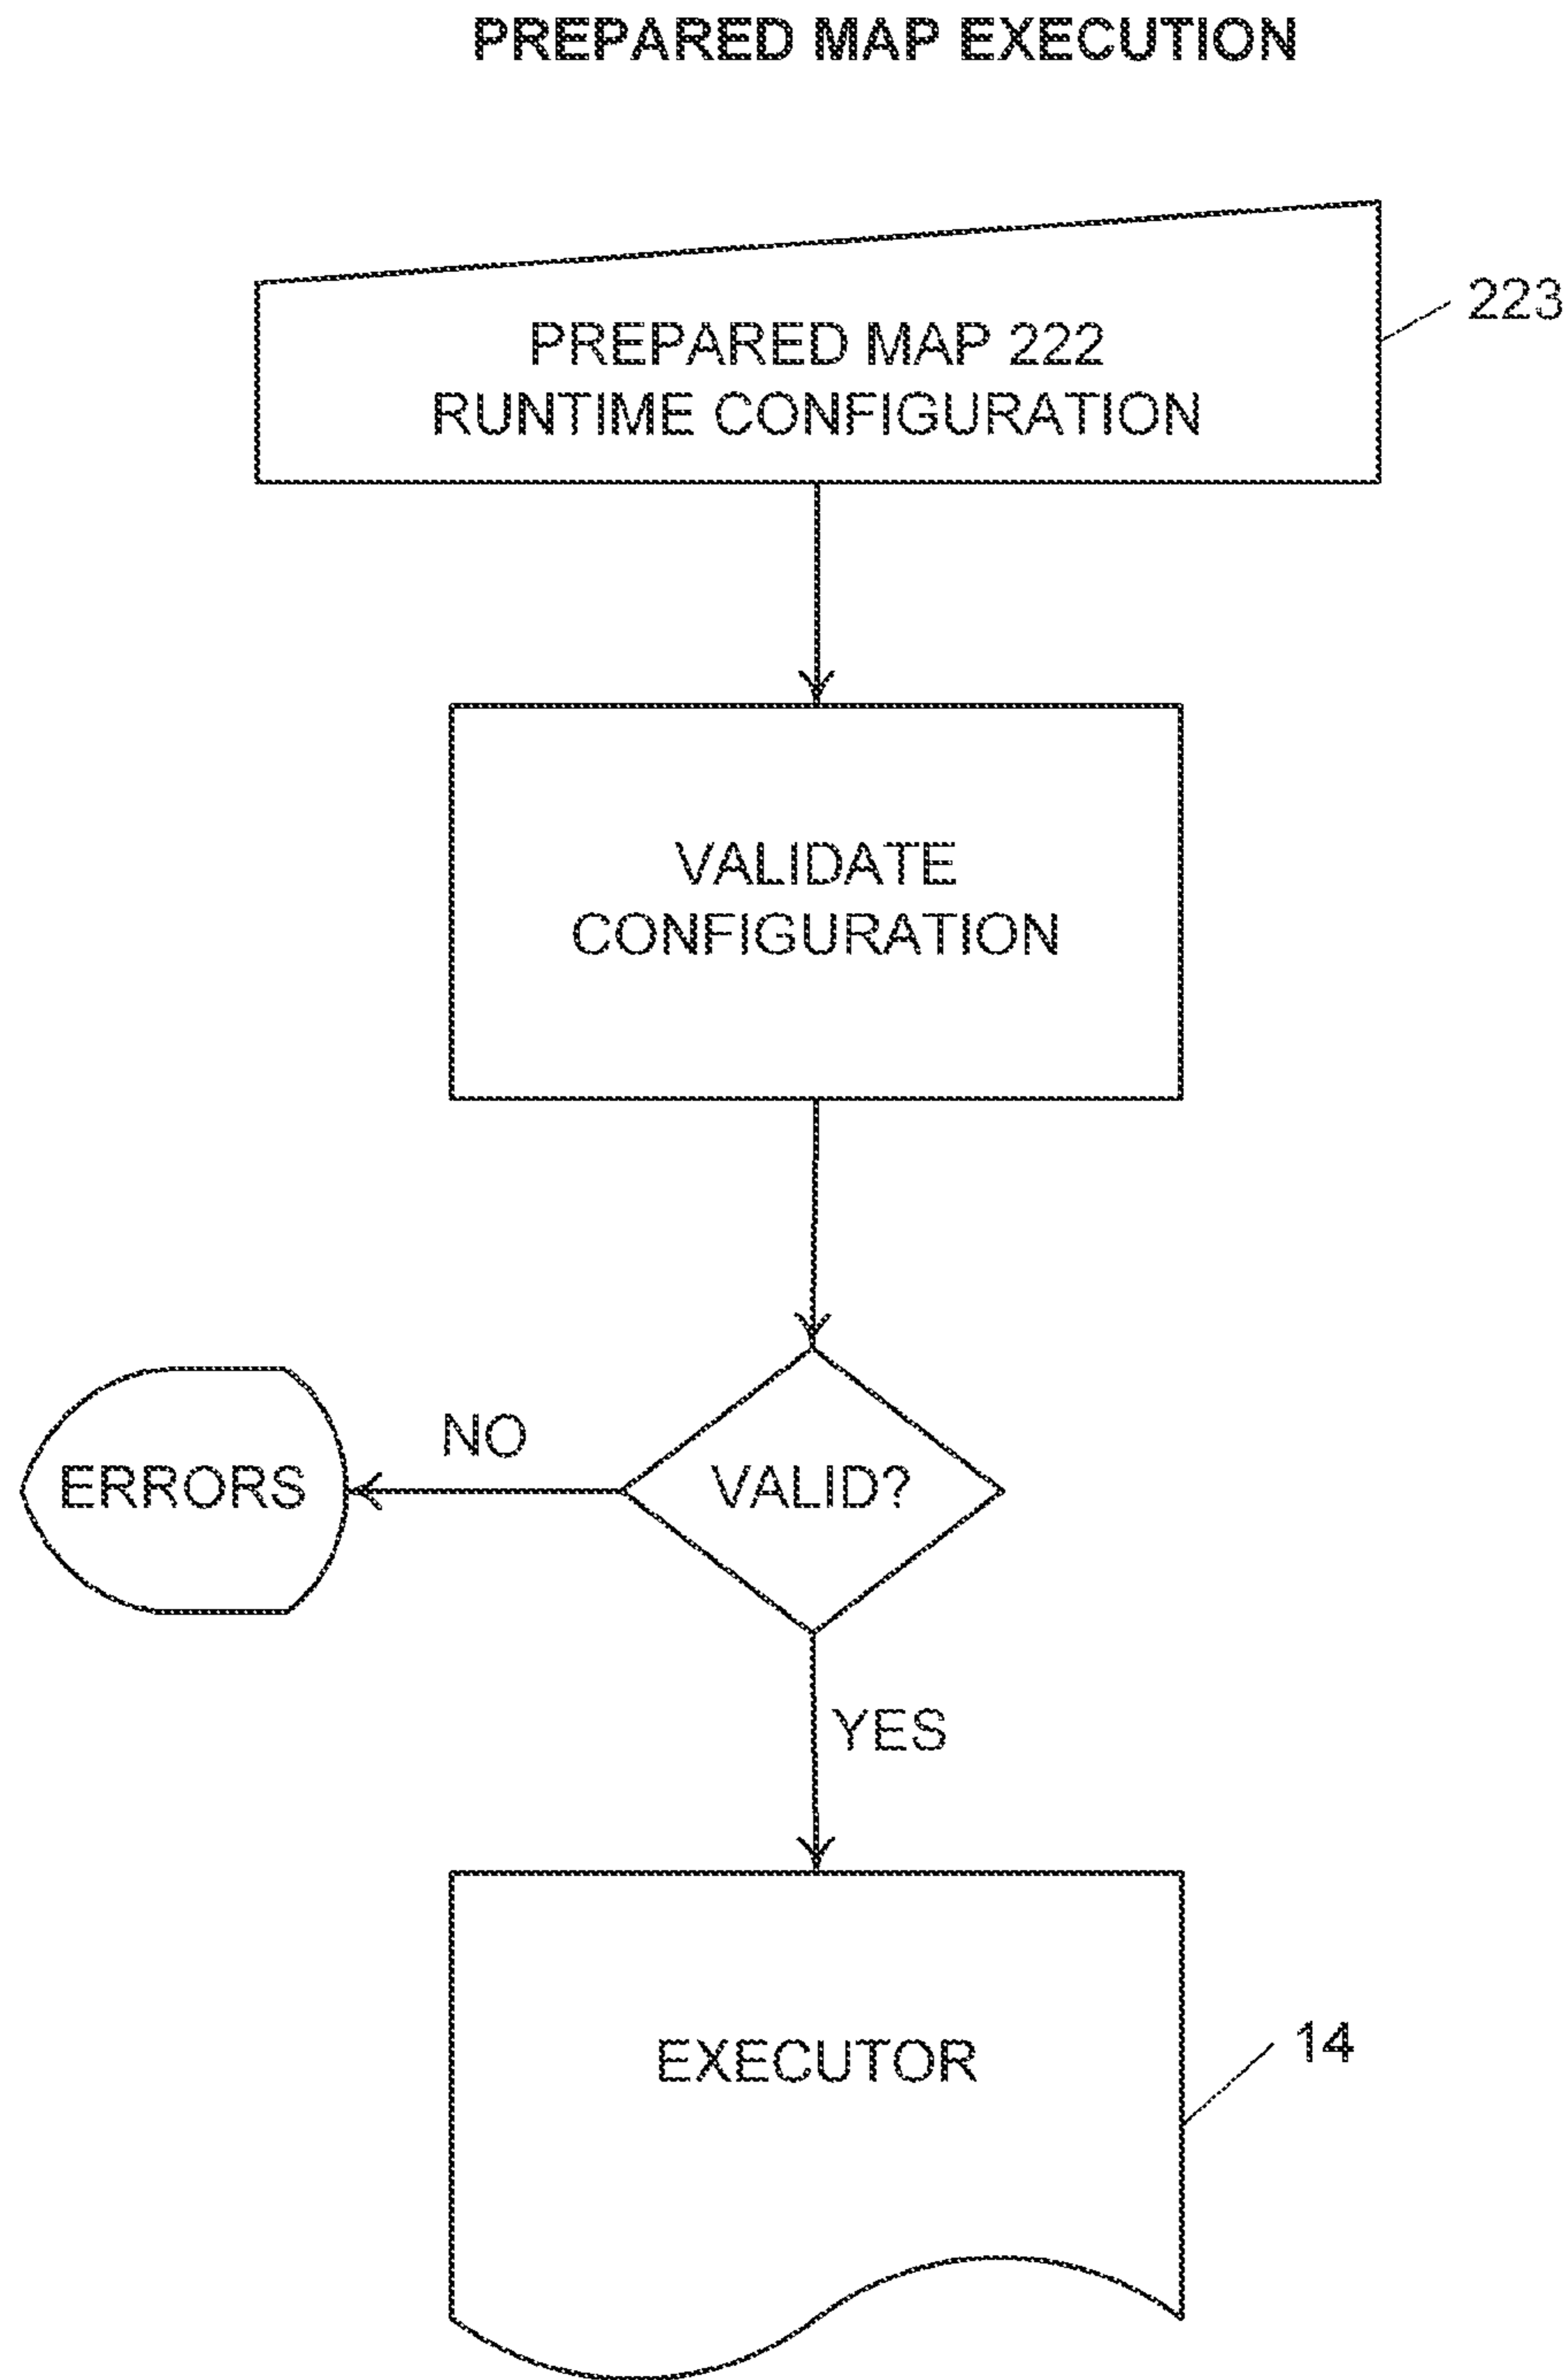 PREPARED MAP EXECUTION
223
PREPARED MAP 222
RUNTIME CONFIGURATION
VALIDATE
CONFIGURATION
NO
ERRORS
VALID?
YES
EXECUTOR
14